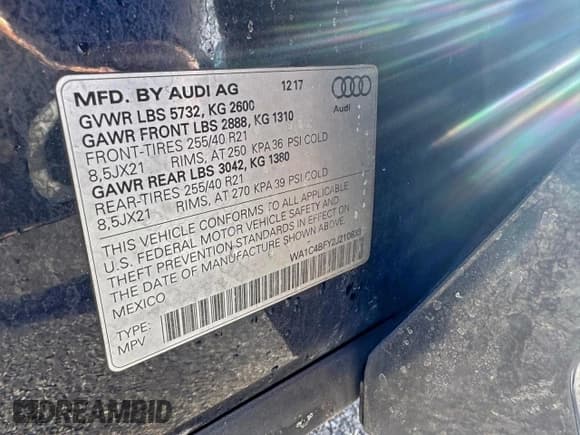 MFD. BY AUDI AG 12 17
Audi
GVWR LBS 5732, KG 2600
GAWR FRONT LBS 2888, KG 1310
FRONT-TIRES 255/40 R21
8,5JX21 RIMS, AT 250 KPA 36 PSI COLD
GAWR REAR LBS 3042, KG 1380
REAR-TIRES 255/40 R21
8,5JX21 RIMS, AT 270 KPA 39 PSI COLD
THIS VEHICLE CONFORMS TO ALL APPLICABLE
U.S. FEDERAL MOTOR VEHICLE SAFETY AND
THEFT PREVENTION STANDARDS IN EFFECT ON
THE DATE OF MANUFACTURE SHOWN ABOVE.
MEXICO
TYPE:
MPV
DREAMBID